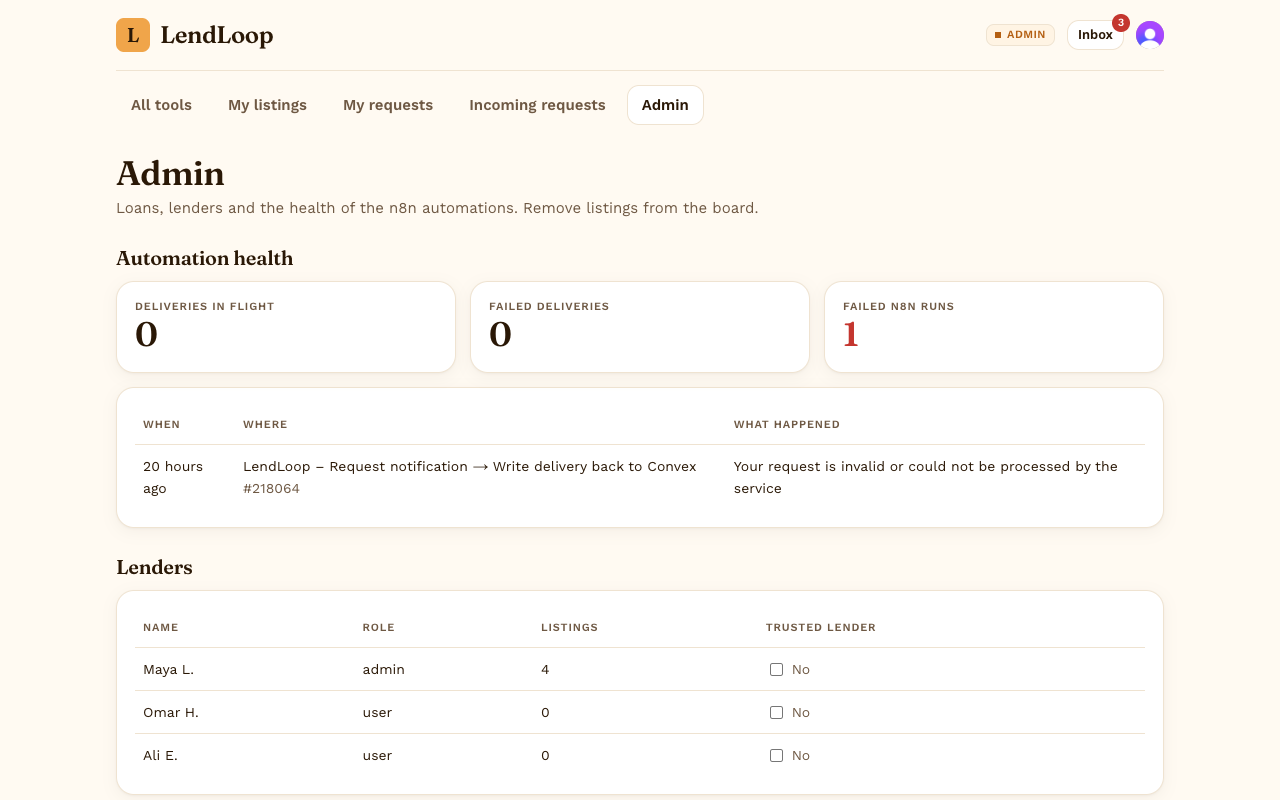 L LendLoop
ADMIN
Inbox
3
All tools My listings My requests Incoming requests Admin
Admin
Loans, lenders and the health of the n8n automations. Remove listings from the board.
Automation health
DELIVERIES IN FLIGHT
0
FAILED DELIVERIES
0
FAILED N8N RUNS
1
WHEN WHERE WHAT HAPPENED
20 hours ago
LendLoop – Request notification → Write delivery back to Convex
#218064
Your request is invalid or could not be processed by the
service
Lenders
NAME ROLE LISTINGS TRUSTED LENDER
Maya L. admin 4 No
Omar H. user 0 No
Ali E. user 0 No